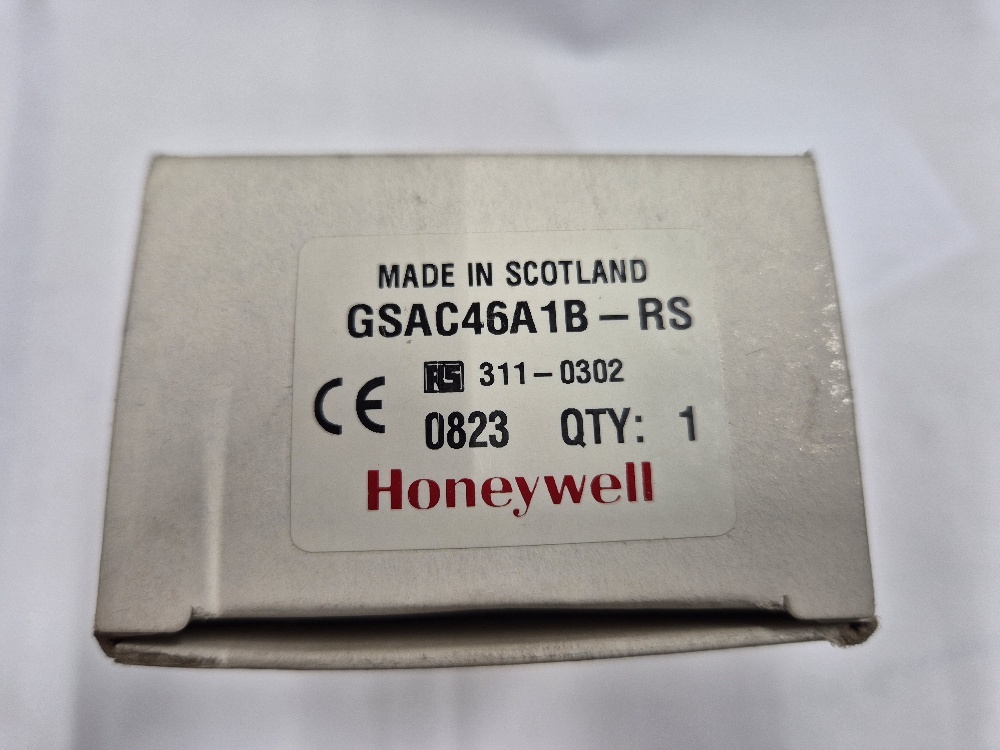 MADE IN SCOTLAND
GSAC46A1B-RS
RS 311-0302
CE 0823 QTY: 1
Honeywell